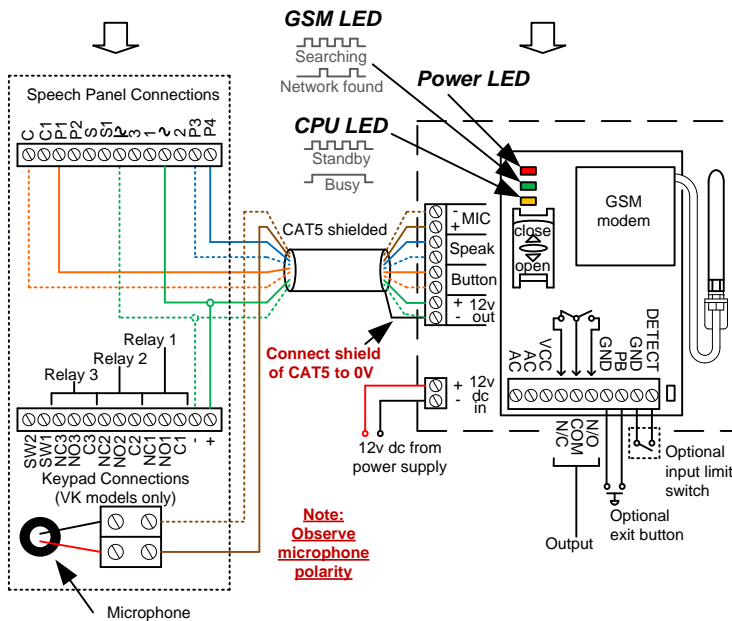 GSM LED
Searching
Network found
Power LED
CPU LED
Standby
Busy
Speech Panel Connections
C C1 P1 P2 S S1 3 1 2 P3 P4
CAT5 shielded
- MIC
+
Speak
Button
+ 12v
- out
Connect shield
of CAT5 to 0V
+ 12v
- dc
in
12v dc from
power supply
close
open
GSM
modem
AC AC VCC GND PB GND DETECT
N/C COM N/O
Output
Optional
exit button
Optional
input limit
switch
Relay 1
Relay 2
Relay 3
SW2 SW1 NC3 NO3 C3 NC2 NO2 C2 NC1 NO1 C1 - +
Keypad Connections
(VK models only)
Note:
Observe
microphone
polarity
Microphone